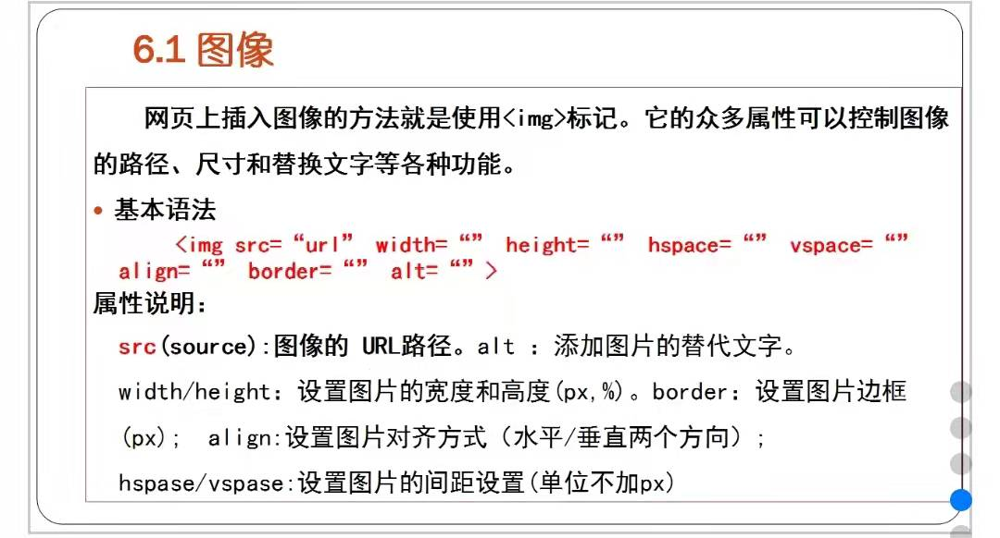 6.1 图像
网页上插入图像的方法就是使用<img>标记。它的众多属性可以控制图像
的路径、尺寸和替换文字等各种功能。
• 基本语法
<img src=“url” width=“” height=“” hspace=“” vspace=“”
align=“” border=“” alt=“”>
属性说明：
src(source):图像的 URL路径。alt ：添加图片的替代文字。
width/height：设置图片的宽度和高度(px,%)。border：设置图片边框
(px); align:设置图片对齐方式（水平/垂直两个方向）;
hspase/vspase:设置图片的间距设置(单位不加px)